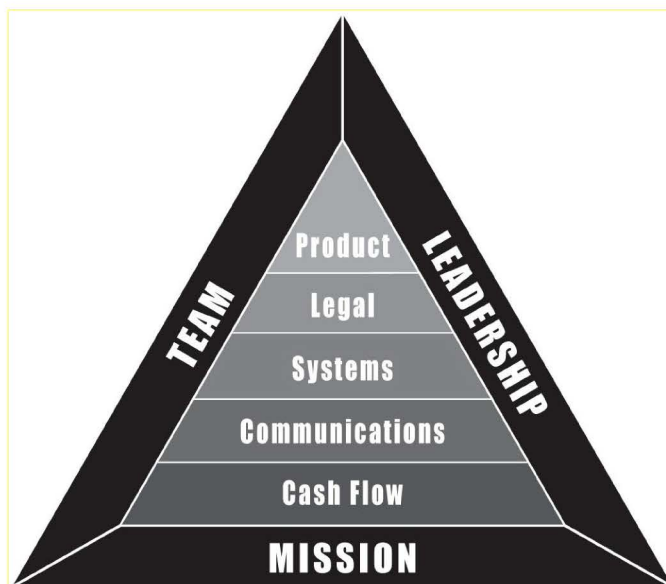 Product
Legal
Systems
Communications
Cash Flow
TEAM
LEADERSHIP
MISSION